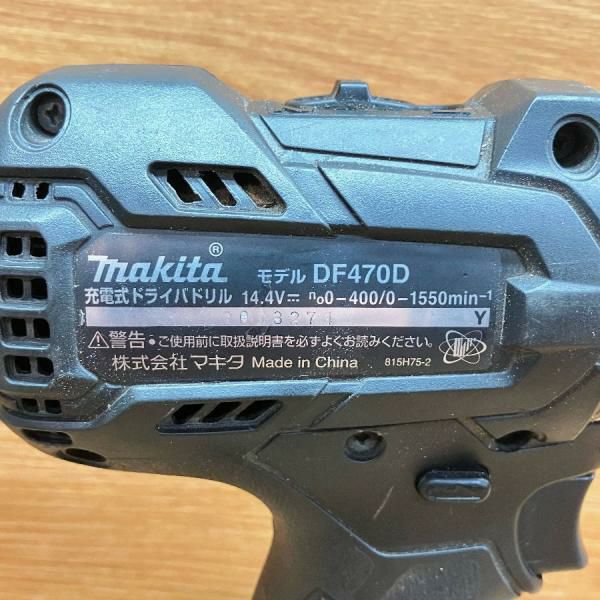 makita® モデル DF470D
充電式ドライバドリル 14.4V⎓ n₀0-400/0-1550min⁻¹
Y
⚠警告・ご使用前に取扱説明書を必ずよくお読みください。
株式会社マキタ Made in China 815H75-2